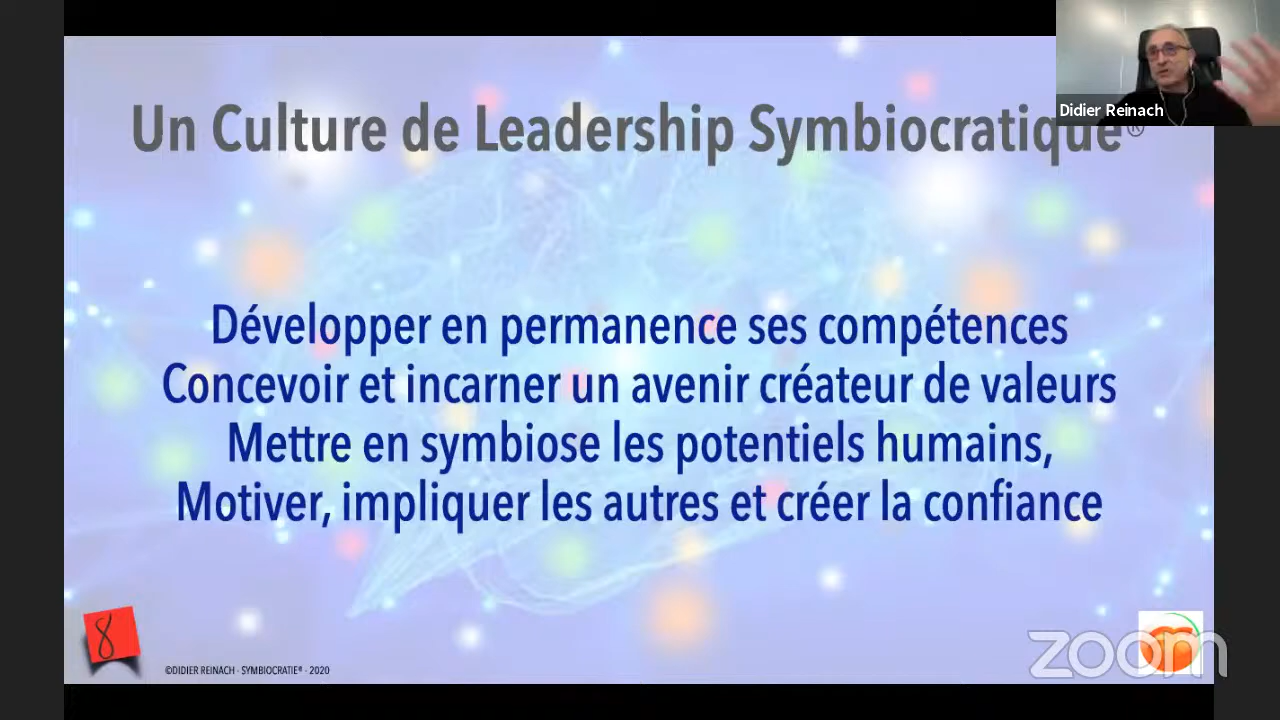 Didier Reinach
Un Culture de Leadership Symbiocratique®
Développer en permanence ses compétences
Concevoir et incarner un avenir créateur de valeurs
Mettre en symbiose les potentiels humains,
Motiver, impliquer les autres et créer la confiance
8
©DIDIER REINACH - SYMBIOCRATIE® - 2020
zoom